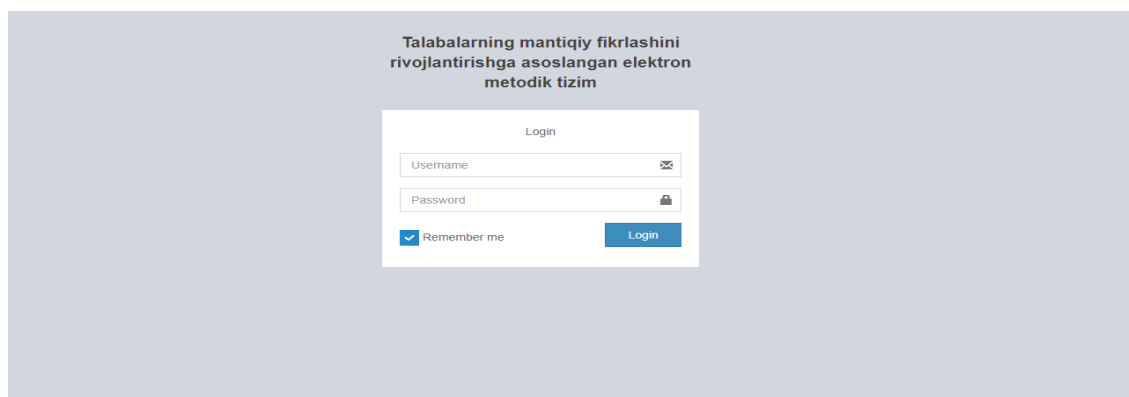 Talabalarning mantiqiy fikrlashini
rivojlantirishga asoslangan elektron
metodik tizim
Login
Username
Password
Remember me
Login